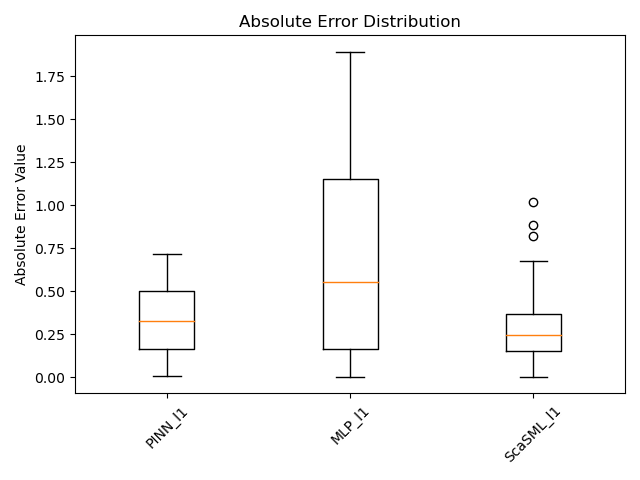 Absolute Error Distribution
Absolute Error Value
1.75
1.50
1.25
1.00
0.75
0.50
0.25
0.00
PINN_l1
MLP_l1
ScaSML_l1